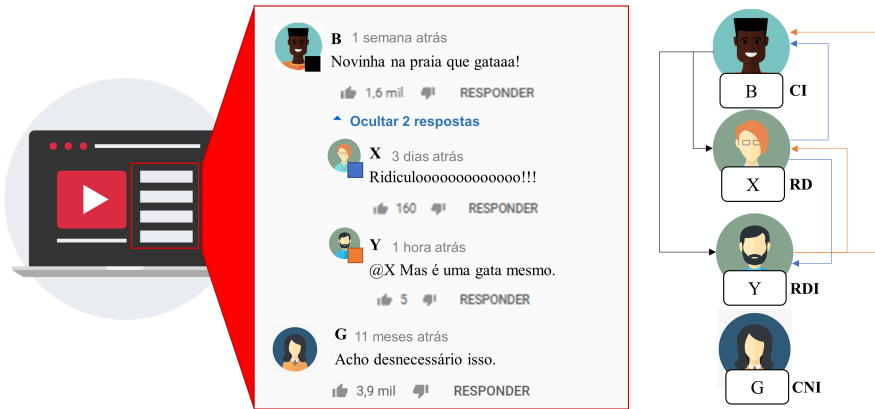 B 1 semana atrás
Novinha na praia que gataaa!
1,6 mil RESPONDER
Ocultar 2 respostas
X 3 dias atrás
Ridiculooooooooooooo!!!
160 RESPONDER
Y 1 hora atrás
@X Mas é uma gata mesmo.
5 RESPONDER
G 11 meses atrás
Acho desnecessário isso.
3,9 mil RESPONDER
B CI
X RD
Y RDI
G CNI